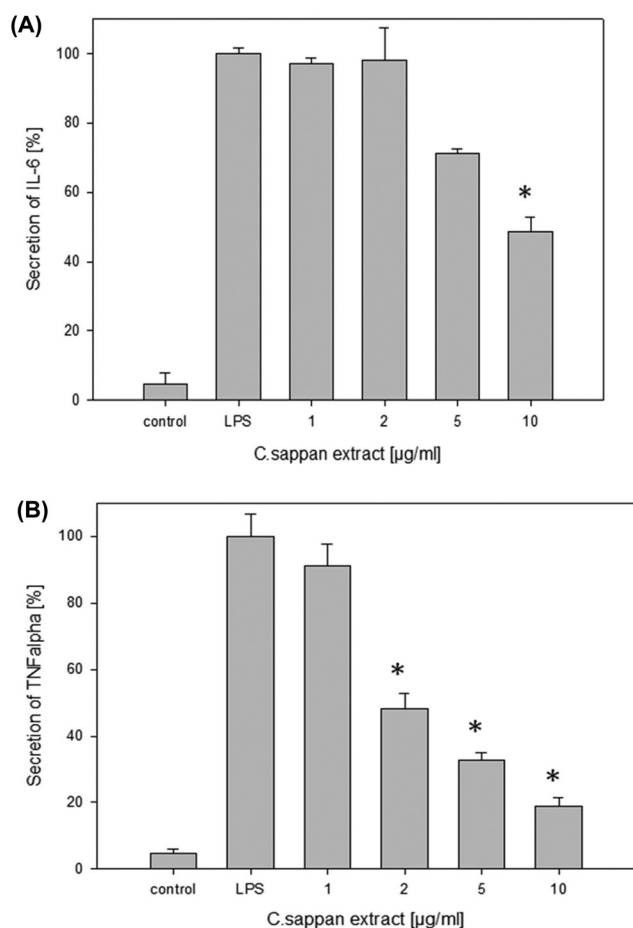 (A)
Secretion of IL-6 [%]
100
80
60
40
20
0
*
control LPS 1 2 5 10
C.sappan extract [µg/ml]
(B)
Secretion of TNFalpha [%]
100
80
60
40
20
0
* * *
control LPS 1 2 5 10
C.sappan extract [µg/ml]